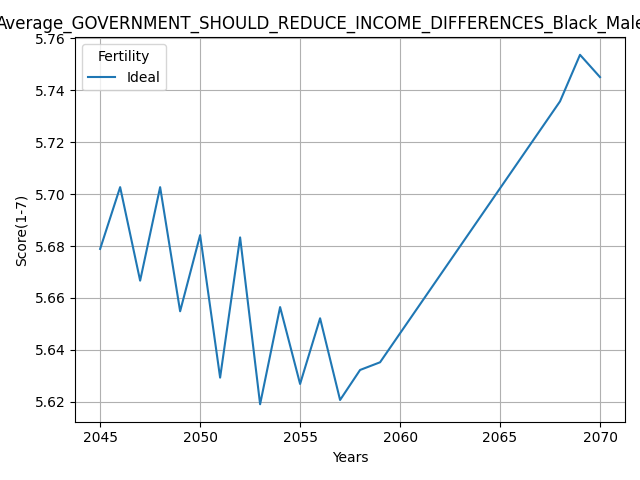 Average_GOVERNMENT_SHOULD_REDUCE_INCOME_DIFFERENCES_Black_Male
Fertility
Ideal
Score(1-7)
5.76
5.74
5.72
5.70
5.68
5.66
5.64
5.62
2045 2050 2055 2060 2065 2070
Years